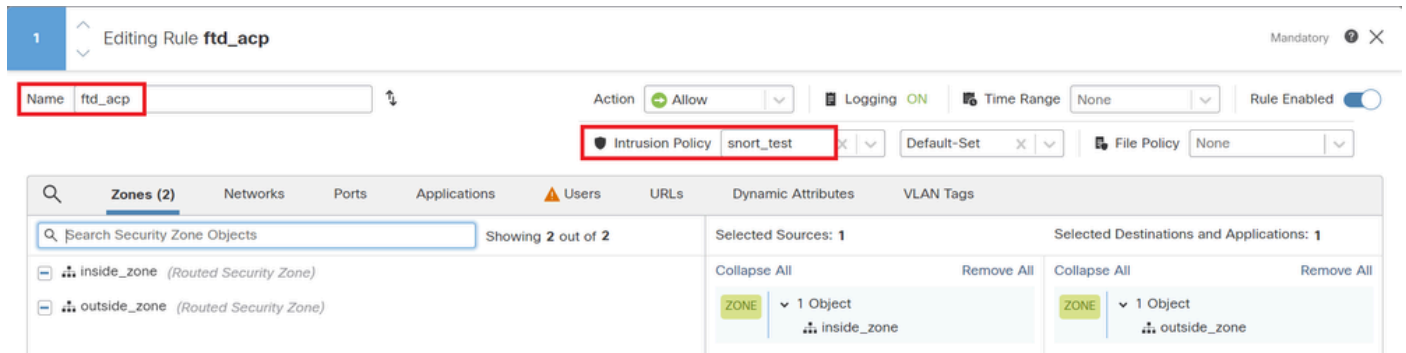 1 Editing Rule ftd_acp Mandatory
Name ftd_acp Action Allow Logging ON Time Range None Rule Enabled
Intrusion Policy snort_test Default-Set File Policy None
Zones (2) Networks Ports Applications Users URLs Dynamic Attributes VLAN Tags
Search Security Zone Objects Showing 2 out of 2 Selected Sources: 1 Selected Destinations and Applications: 1
inside_zone (Routed Security Zone) Collapse All Remove All Collapse All Remove All
outside_zone (Routed Security Zone) ZONE 1 Object ZONE 1 Object
inside_zone outside_zone